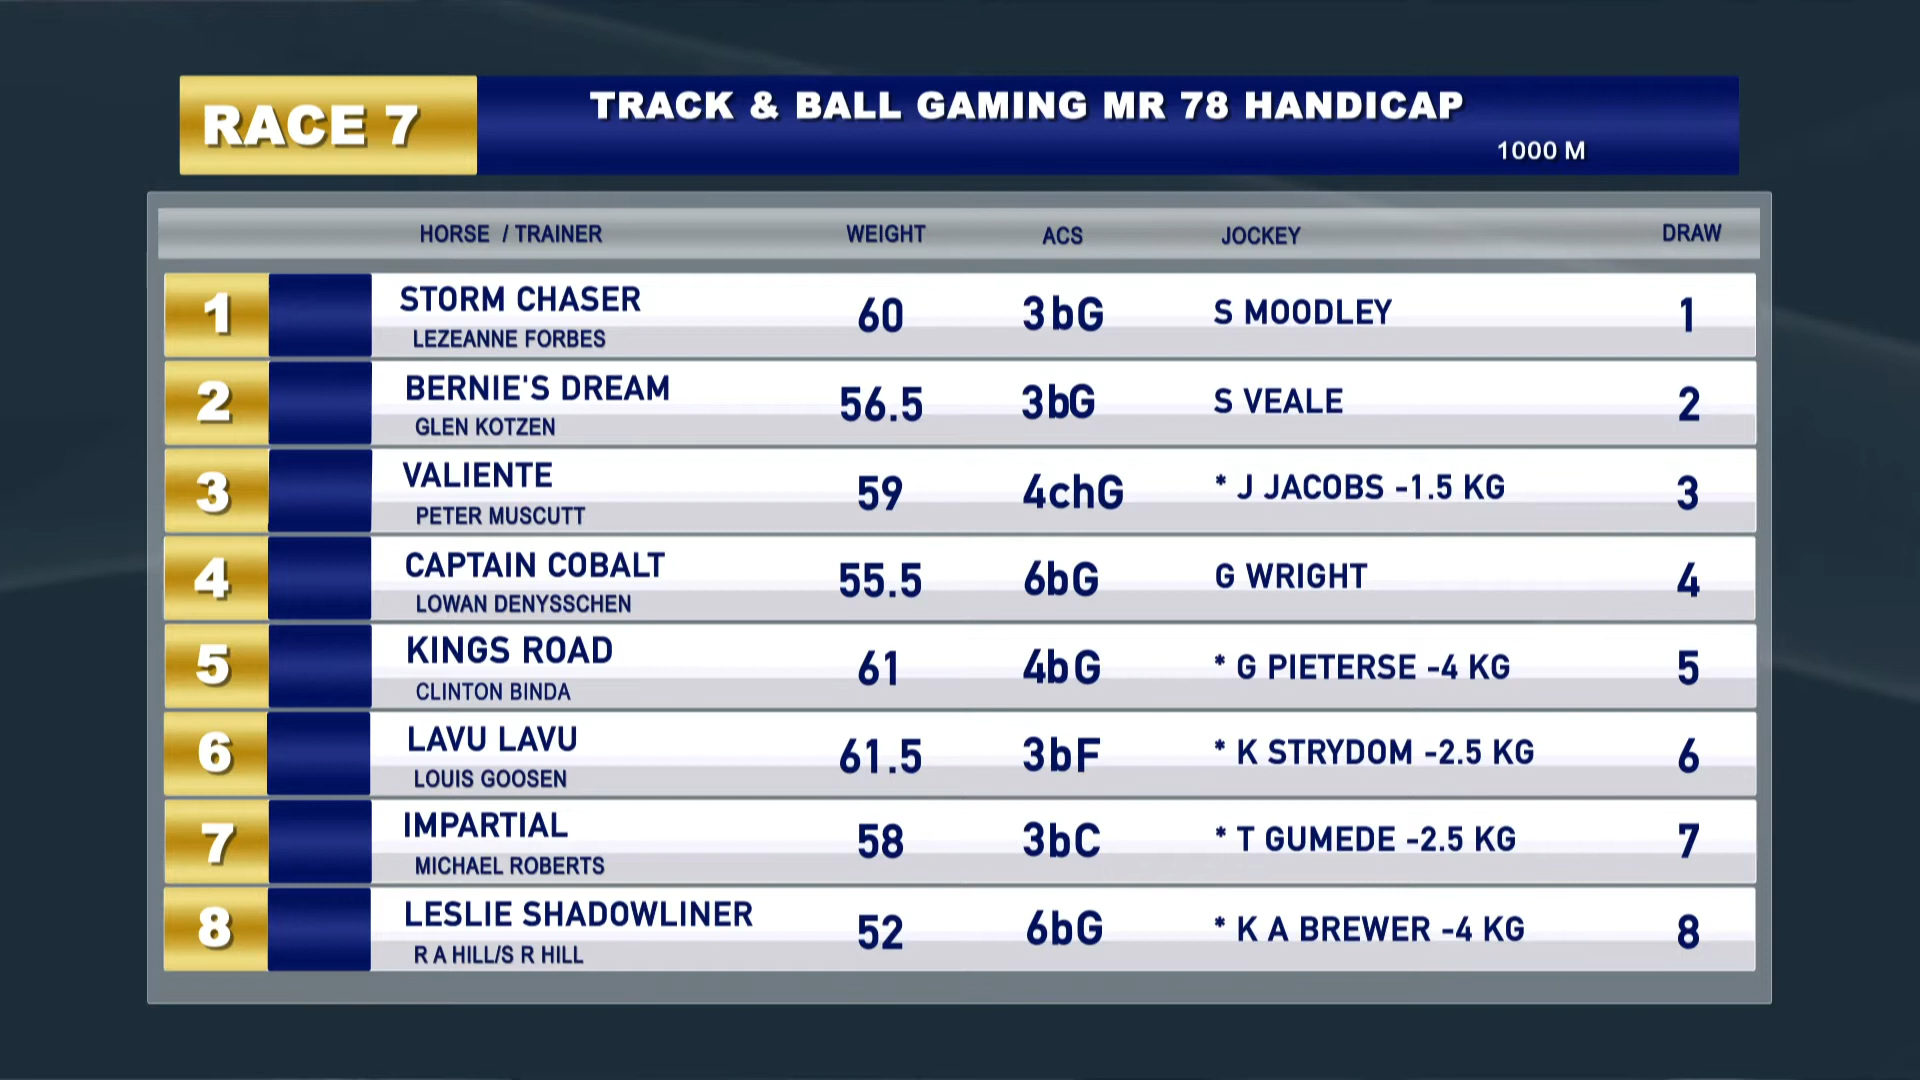 RACE 7
TRACK & BALL GAMING MR 78 HANDICAP
1000 M
HORSE / TRAINER WEIGHT ACS JOCKEY DRAW
1 STORM CHASER 60 3bG S MOODLEY 1
LEZEANNE FORBES
2 BERNIE'S DREAM 56.5 3bG S VEALE 2
GLEN KOTZEN
3 VALIENTE 59 4chG * J JACOBS -1.5 KG 3
PETER MUSCUTT
4 CAPTAIN COBALT 55.5 6bG G WRIGHT 4
LOWAN DENYSSCHEN
5 KINGS ROAD 61 4bG * G PIETERSE -4 KG 5
CLINTON BINDA
6 LAVU LAVU 61.5 3bF * K STRYDOM -2.5 KG 6
LOUIS GOOSEN
7 IMPARTIAL 58 3bC * T GUMEDE -2.5 KG 7
MICHAEL ROBERTS
8 LESLIE SHADOWLINER 52 6bG * K A BREWER -4 KG 8
R A HILL/S R HILL